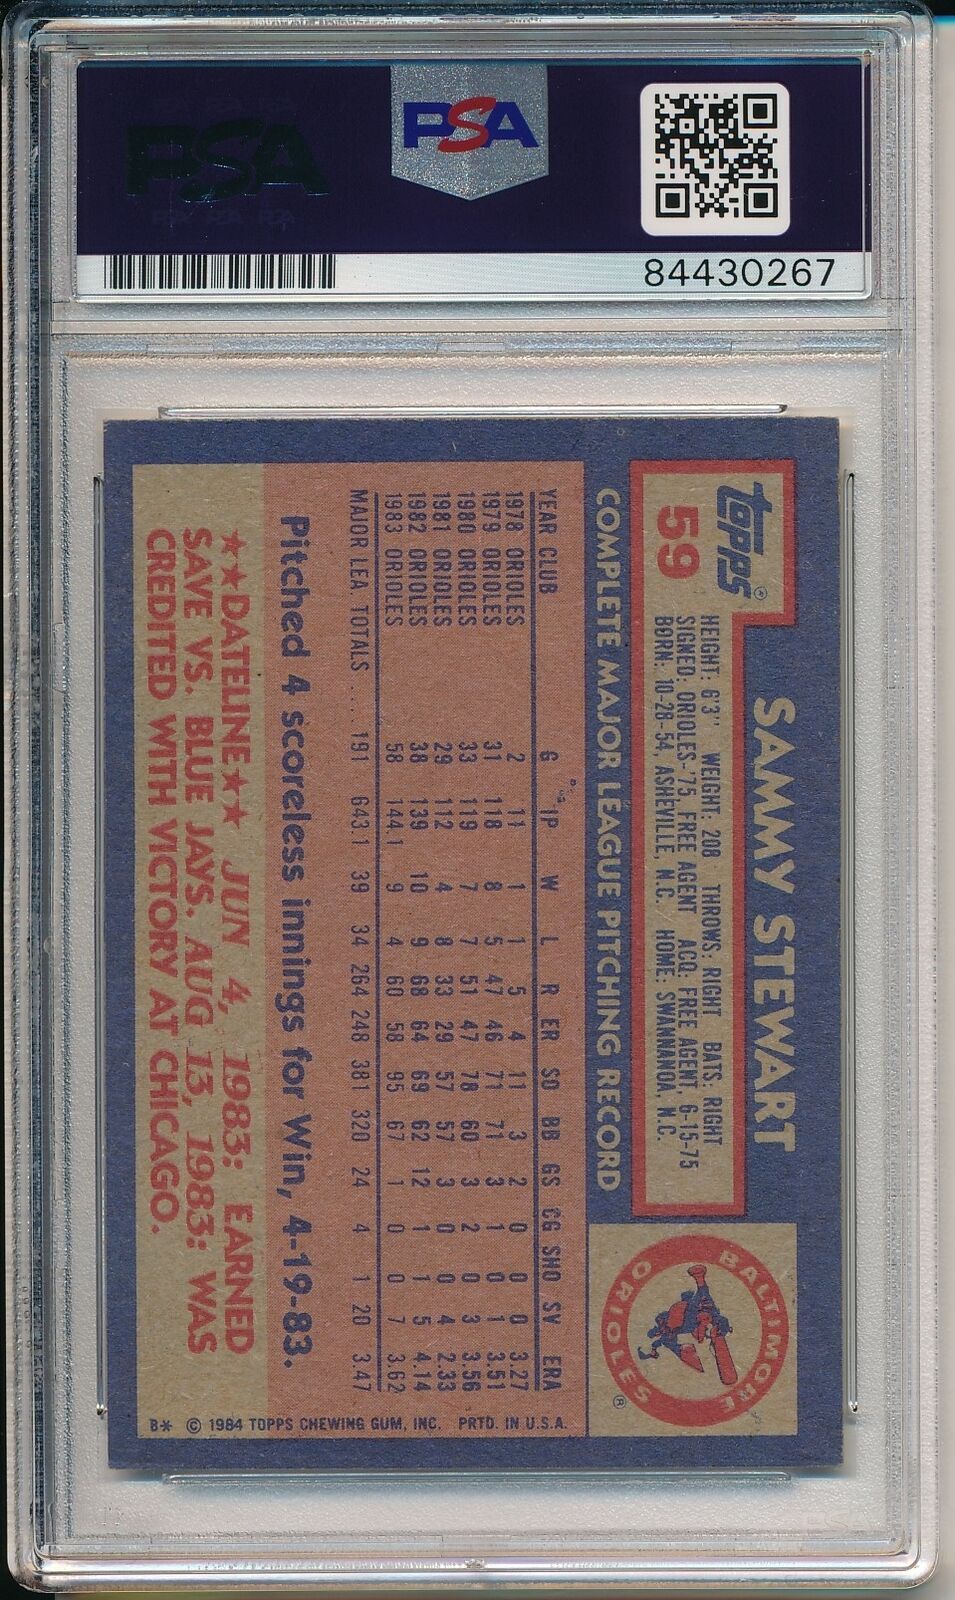 PSA
PSA
84430267
topps®
59
SAMMY STEWART
HEIGHT: 6'3" WEIGHT: 208 THROWS: RIGHT BATS: RIGHT
SIGNED: ORIOLES-'75, FREE AGENT ACQ: FREE AGENT, 6-15-75
BORN: 10-28-54, ASHEVILLE, N.C. HOME: SWANNANOA, N.C.
BALTIMORE ORIOLES ®
COMPLETE MAJOR LEAGUE PITCHING RECORD
YEAR CLUB G IP W L R ER SO BB GS CG SHO SV ERA
1978 ORIOLES 2 11 1 1 5 4 11 3 2 0 0 0 3.27
1979 ORIOLES 31 118 8 5 47 46 71 71 3 1 0 1 3.51
1980 ORIOLES 33 119 7 7 51 47 78 60 3 2 0 3 3.56
1981 ORIOLES 29 112 4 8 33 29 57 57 3 0 0 4 2.33
1982 ORIOLES 38 139 10 9 68 64 69 62 12 1 1 5 4.14
1983 ORIOLES 58 144.1 9 4 60 58 95 67 1 0 0 7 3.62
MAJOR LEA TOTALS .... 191 643.1 39 34 264 248 381 320 24 4 1 20 3.47
Pitched 4 scoreless innings for Win, 4-19-83.
★★DATELINE★★ JUN 4, 1983: EARNED
SAVE VS. BLUE JAYS. AUG 13, 1983: WAS
CREDITED WITH VICTORY AT CHICAGO.
B* © 1984 TOPPS CHEWING GUM, INC. PRTD. IN U.S.A.